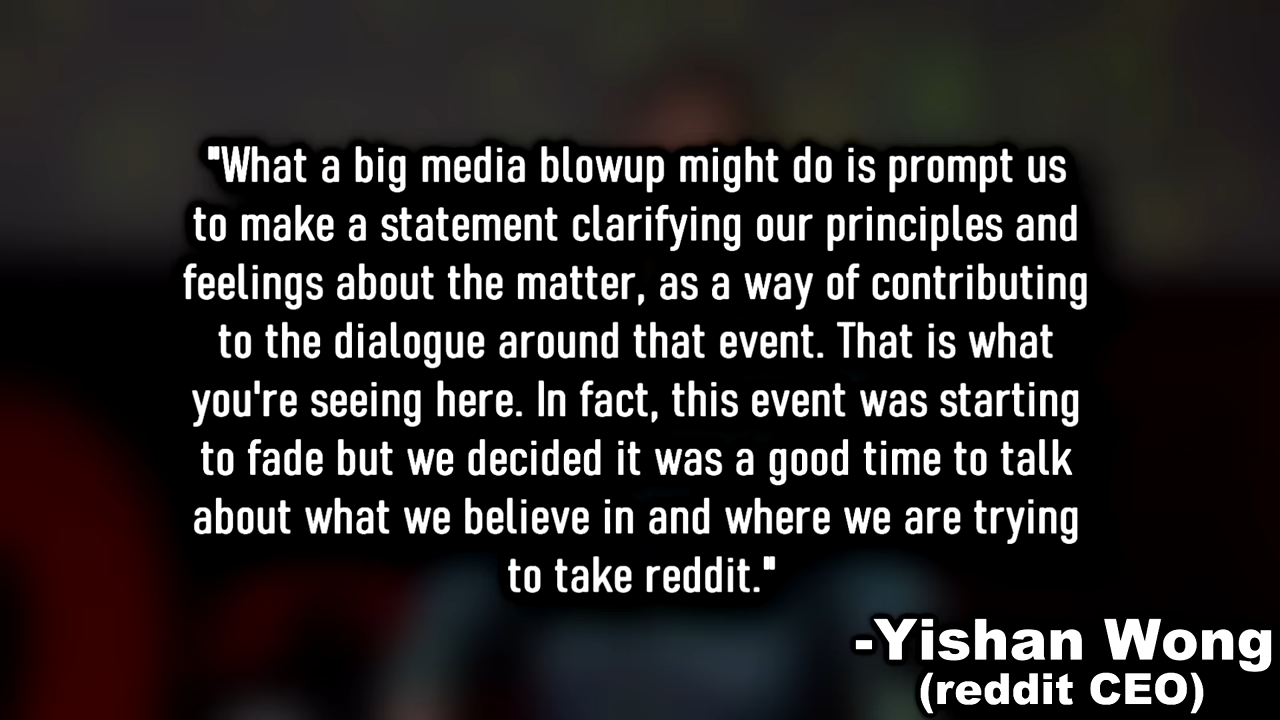 "What a big media blowup might do is prompt us
to make a statement clarifying our principles and
feelings about the matter, as a way of contributing
to the dialogue around that event. That is what
you're seeing here. In fact, this event was starting
to fade but we decided it was a good time to talk
about what we believe in and where we are trying
to take reddit."
-Yishan Wong
(reddit CEO)